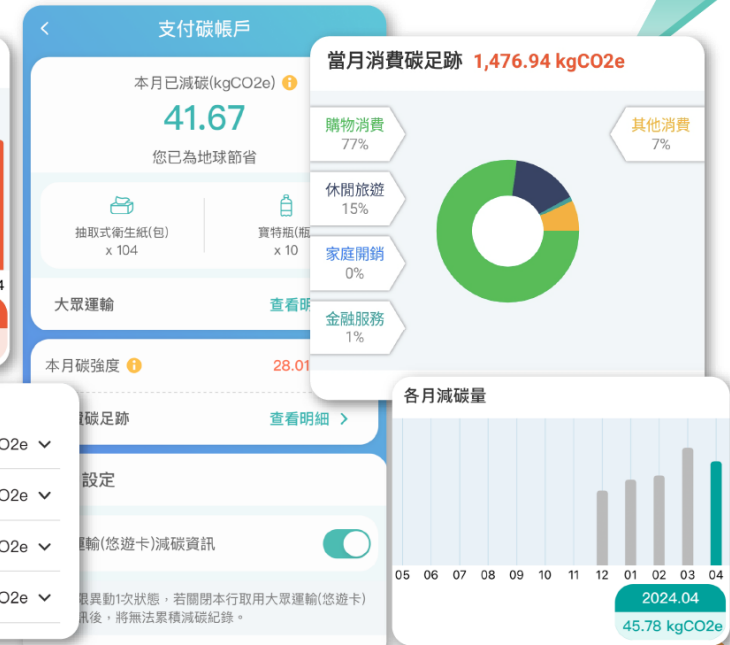 支付碳帳戶
本月已減碳(kgCO2e)
41.67
您已為地球節省
抽取式衛生紙(包)
x 104
寶特瓶
x 10
大眾運輸
查看明
本月碳強度
28.01
碳足跡
查看明細
設定
運輸(悠遊卡)減碳資訊
異動1次狀態，若關閉本行取用大眾運輸(悠遊卡)
後，將無法累積減碳紀錄。
當月消費碳足跡 1,476.94 kgCO2e
購物消費
77%
休閒旅遊
15%
家庭開銷
0%
金融服務
1%
其他消費
7%
各月減碳量
05 06 07 08 09 10 11 12 01 02 03 04
2024.04
45.78 kgCO2e
O2e
O2e
O2e
O2e